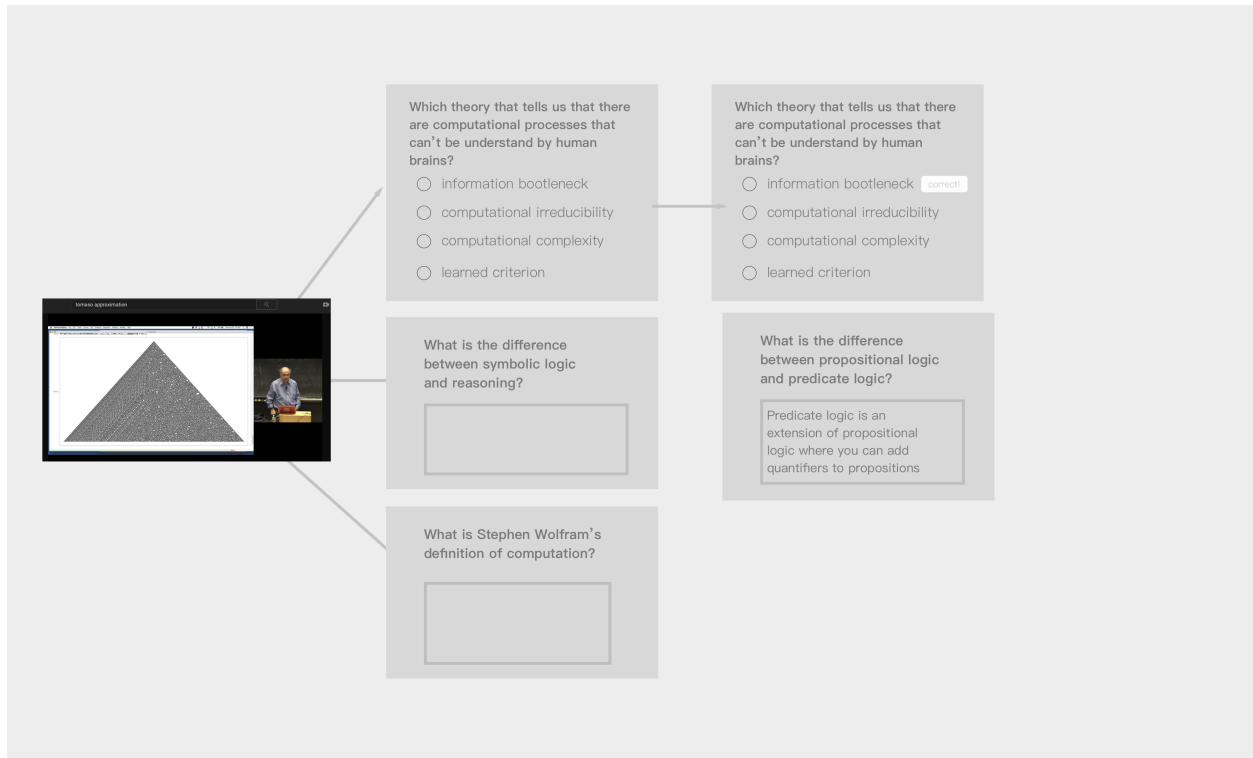 Which theory that tells us that there
are computational processes that
can't be understand by human
brains?
information bootleneck
computational irreducibility
computational complexity
learned criterion
Which theory that tells us that there
are computational processes that
can't be understand by human
brains?
information bootleneck correct!
computational irreducibility
computational complexity
learned criterion
tomaso approximation
What is the difference
between symbolic logic
and reasoning?
What is the difference
between propositional logic
and predicate logic?
Predicate logic is an
extension of propositional
logic where you can add
quantifiers to propositions
What is Stephen Wolfram's
definition of computation?